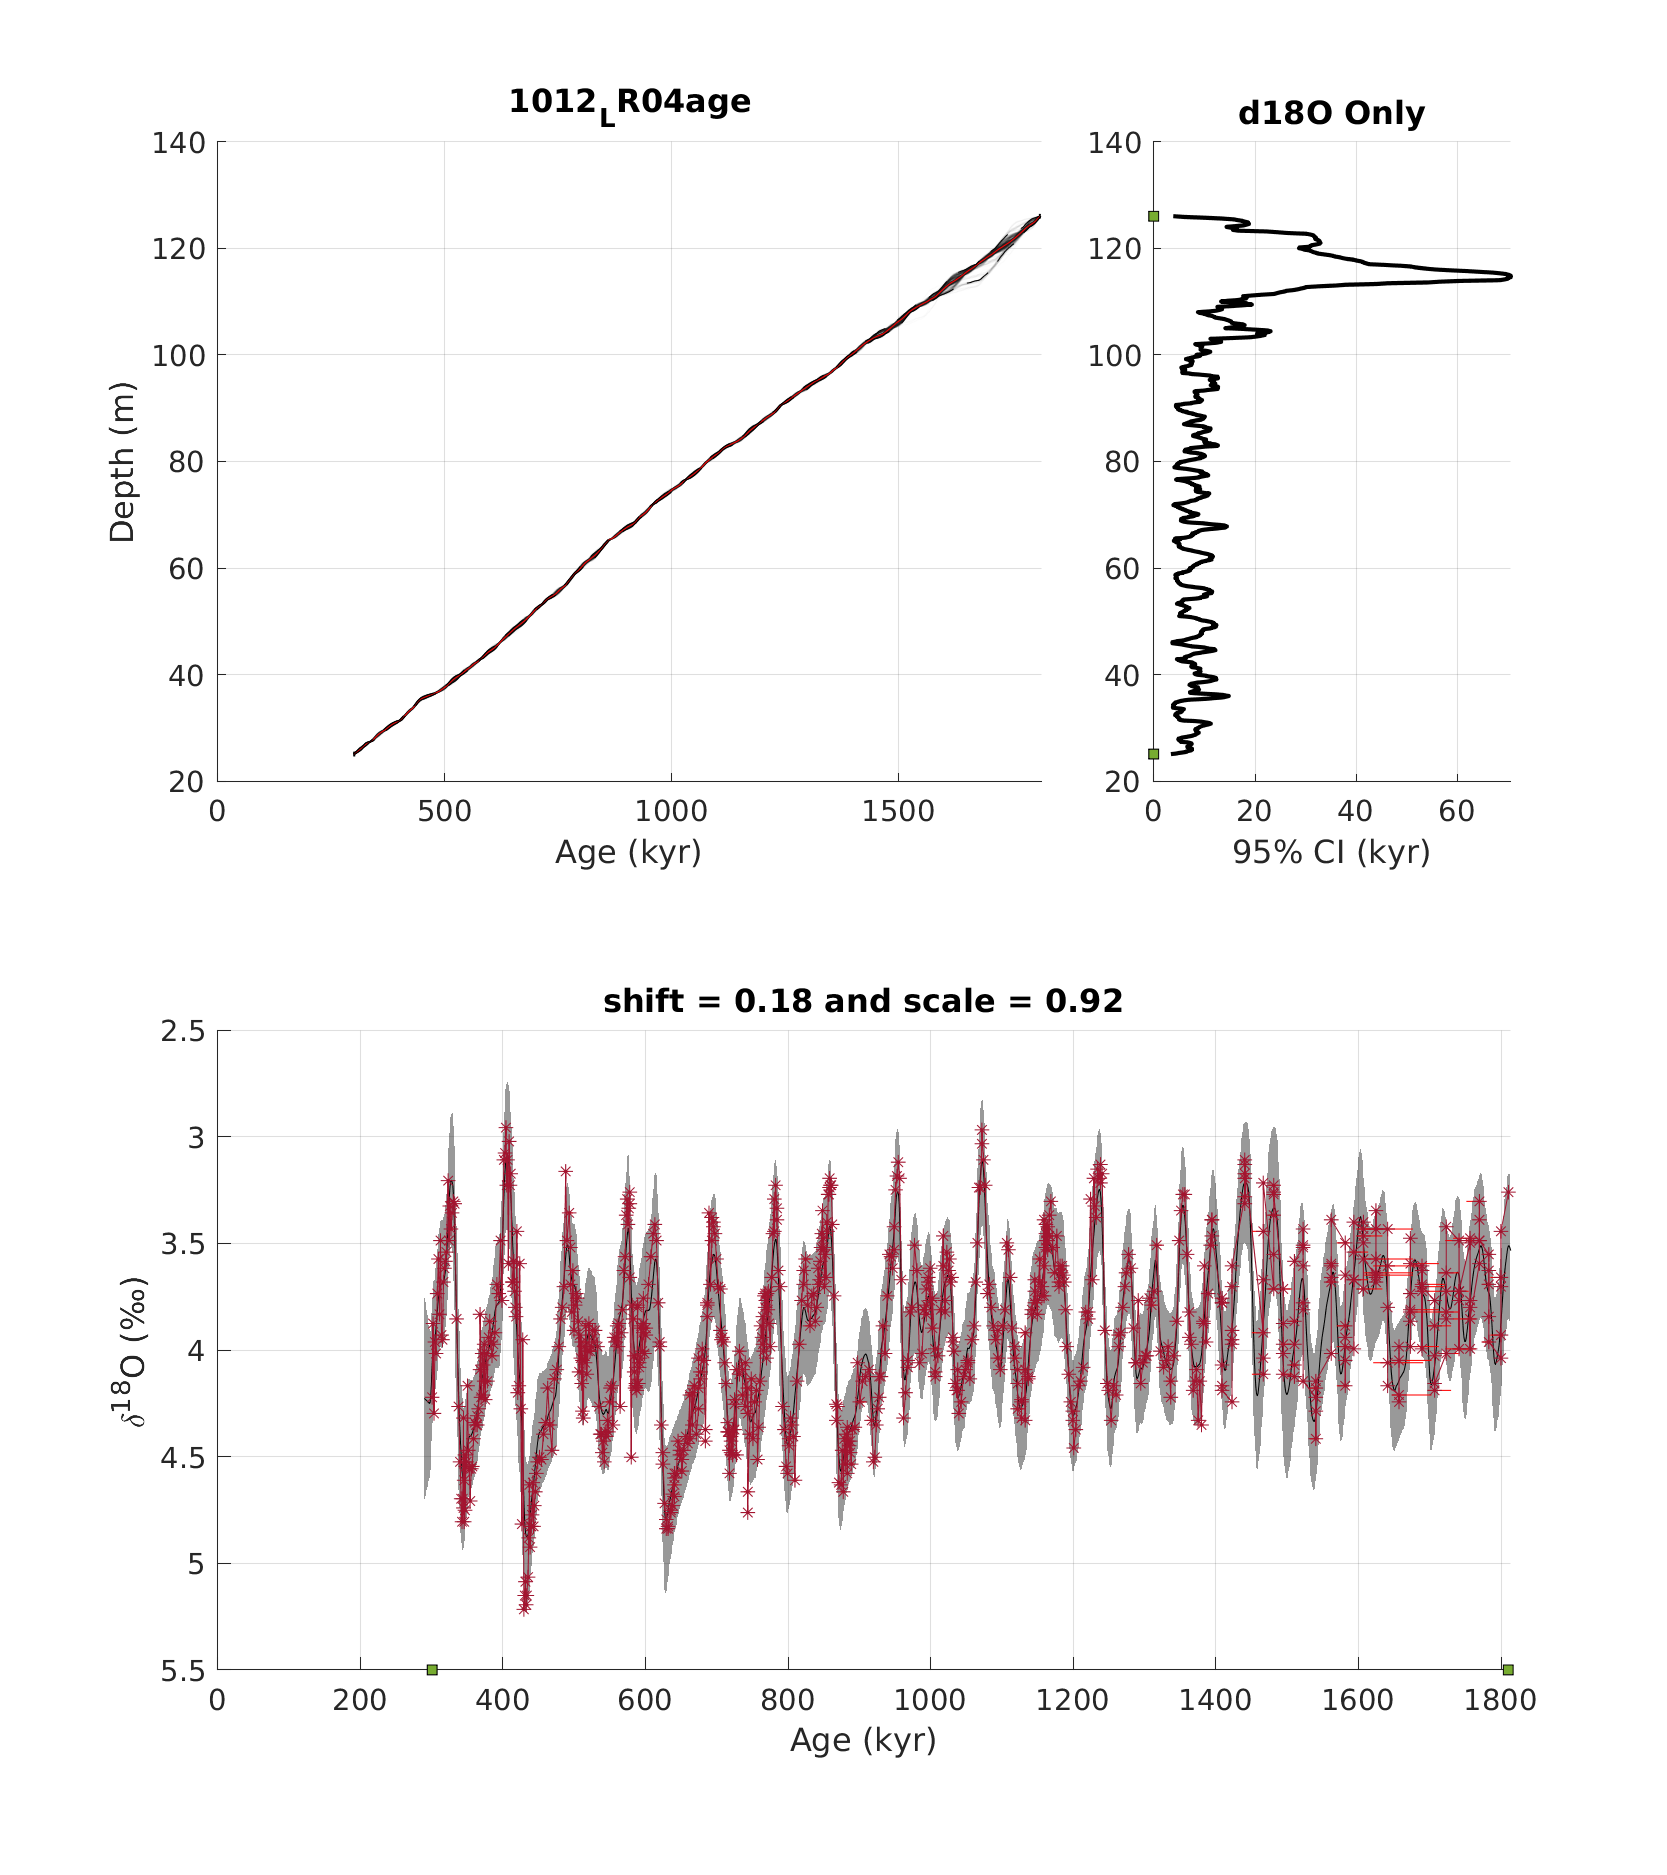 1012_LR04age
140
120
100
80
60
40
20
0 500 1000 1500
Depth (m)
Age (kyr)
d18O Only
140
120
100
80
60
40
20
0 20 40 60
95% CI (kyr)
shift = 0.18 and scale = 0.92
2.5
3
3.5
4
4.5
5
5.5
0 200 400 600 800 1000 1200 1400 1600 1800
δ¹⁸O (‰)
Age (kyr)